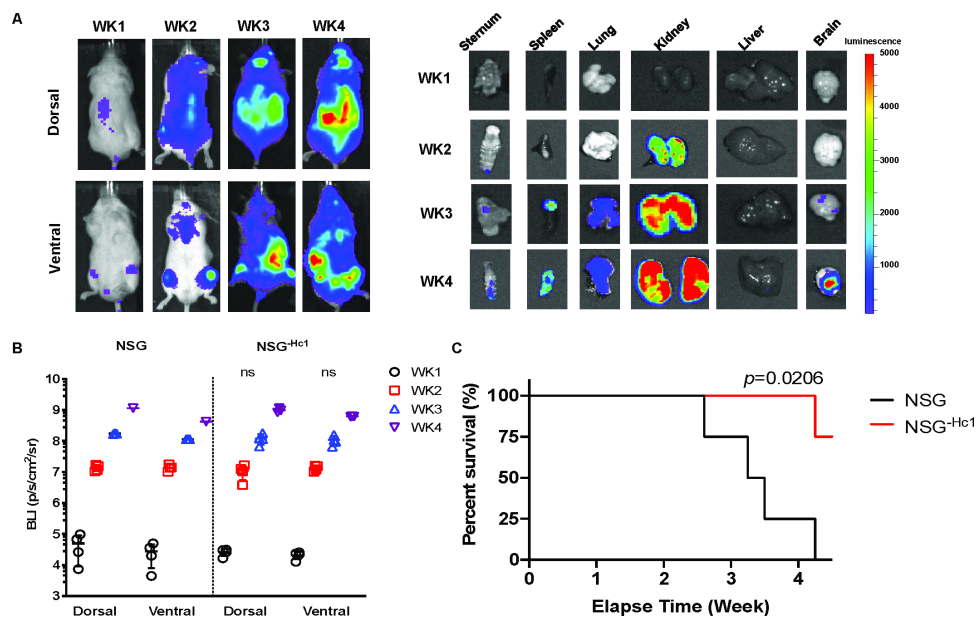 A
WK1 WK2 WK3 WK4
Dorsal
Ventral
Sternum Spleen Lung Kidney Liver Brain
WK1
WK2
WK3
WK4
luminescence
5000
4000
3000
2000
1000
B
NSG NSG-Hc1
ns ns
WK1
WK2
WK3
WK4
BLI (p/s/cm²/sr)
10
9
8
7
6
5
4
3
Dorsal Ventral Dorsal Ventral
C
p=0.0206
NSG
NSG-Hc1
Percent survival (%)
100
75
50
25
0
0 1 2 3 4
Elapse Time (Week)